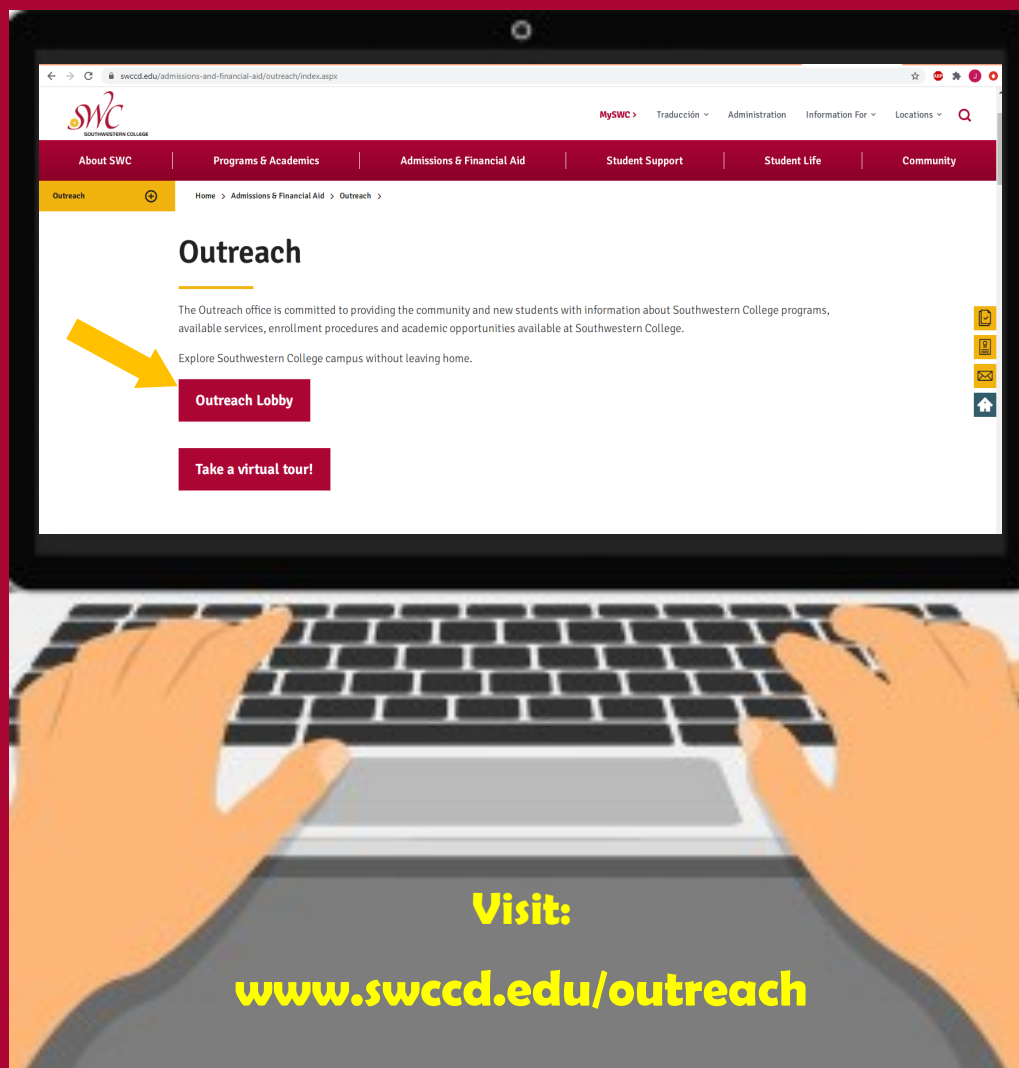 swccd.edu/admissions-and-financial-aid/outreach/index.aspx
ABP
J
SWC
SOUTHWESTERN COLLEGE
MySWC > Traducción Administration Information For Locations
About SWC Programs & Academics Admissions & Financial Aid Student Support Student Life Community
Outreach
Home > Admissions & Financial Aid > Outreach >
Outreach
The Outreach office is committed to providing the community and new students with information about Southwestern College programs,
available services, enrollment procedures and academic opportunities available at Southwestern College.
Explore Southwestern College campus without leaving home.
Outreach Lobby
Take a virtual tour!
Visit:
www.swccd.edu/outreach